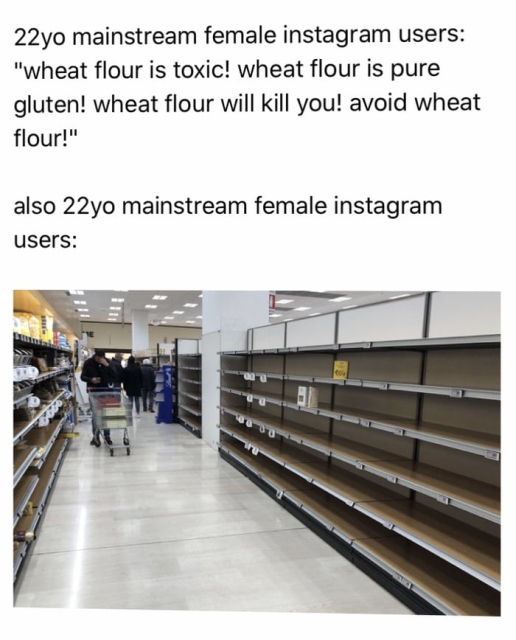 22yo mainstream female instagram users:
"wheat flour is toxic! wheat flour is pure
gluten! wheat flour will kill you! avoid wheat
flour!"
also 22yo mainstream female instagram
users: